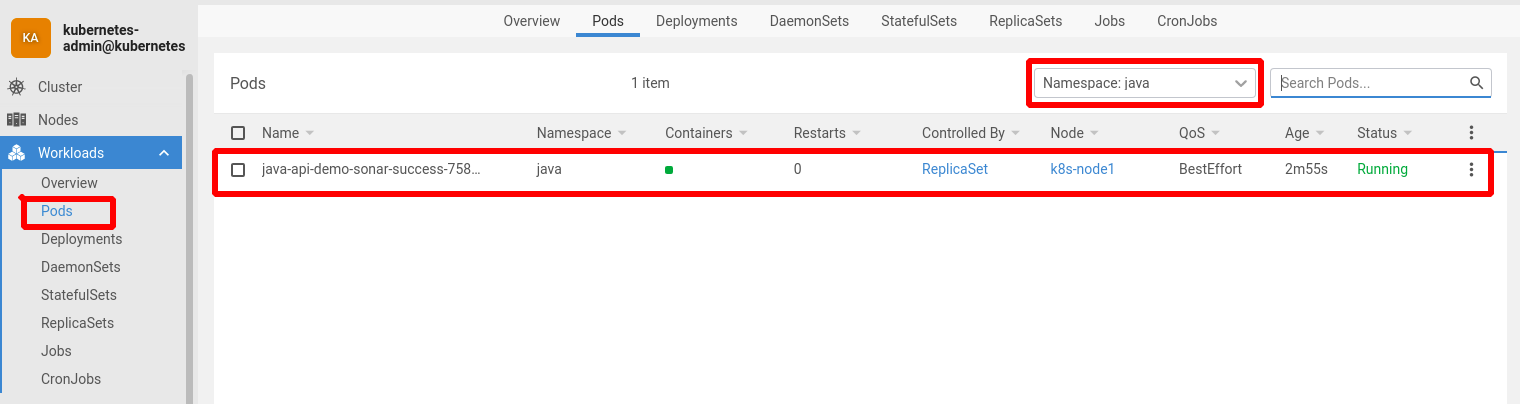 KA
kubernetes-
admin@kubernetes
Cluster
Nodes
Workloads
Overview
Pods
Deployments
DaemonSets
StatefulSets
ReplicaSets
Jobs
CronJobs
Overview Pods Deployments DaemonSets StatefulSets ReplicaSets Jobs CronJobs
Pods 1 item Namespace: java Search Pods...
Name Namespace Containers Restarts Controlled By Node QoS Age Status
java-api-demo-sonar-success-758... java 0 ReplicaSet k8s-node1 BestEffort 2m55s Running